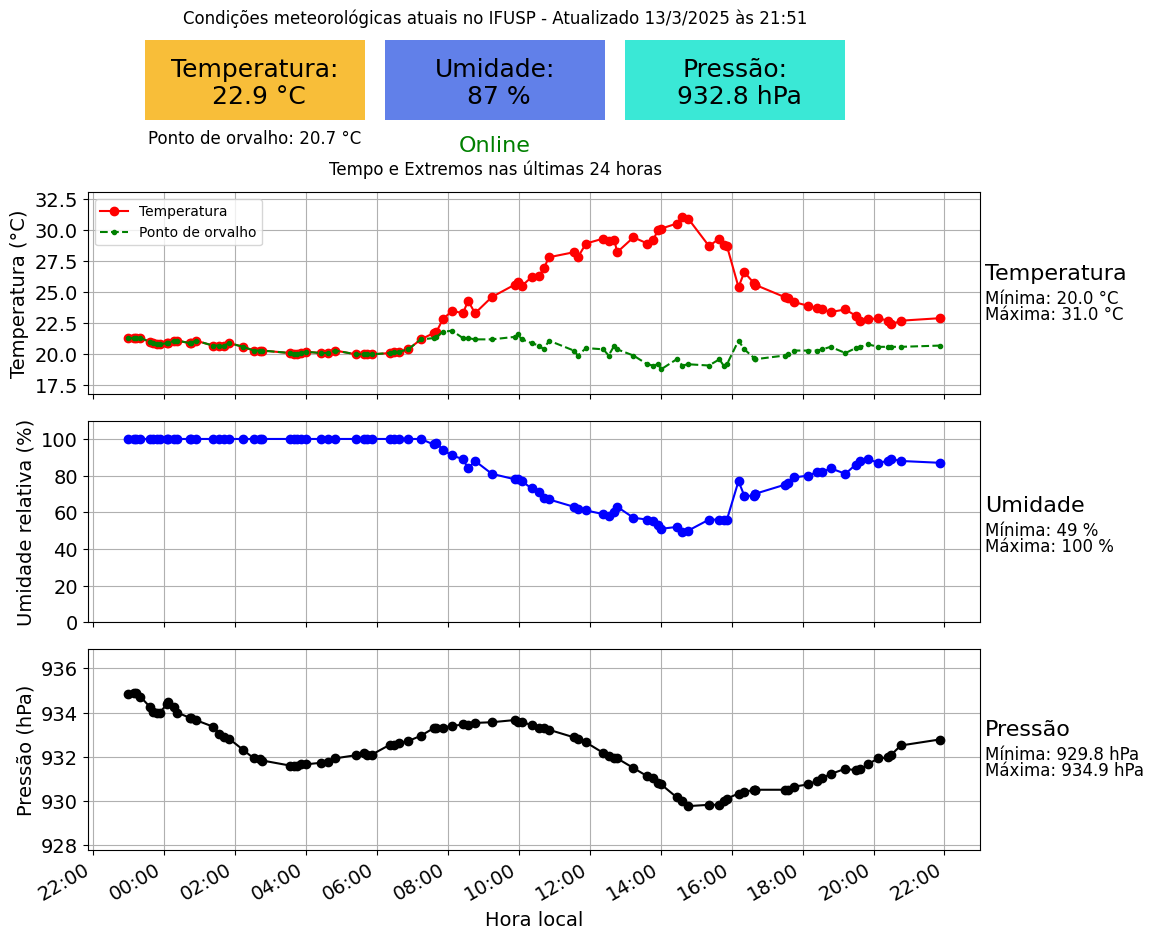 Condições meteorológicas atuais no IFUSP - Atualizado 13/3/2025 às 21:51
Temperatura:
22.9 °C
Umidade:
87 %
Pressão:
932.8 hPa
Ponto de orvalho: 20.7 °C
Online
Tempo e Extremos nas últimas 24 horas
Temperatura (°C)
32.5
30.0
27.5
25.0
22.5
20.0
17.5
Temperatura
Ponto de orvalho
Temperatura
Mínima: 20.0 °C
Máxima: 31.0 °C
Umidade relativa (%)
100
80
60
40
20
0
Umidade
Mínima: 49 %
Máxima: 100 %
Pressão (hPa)
936
934
932
930
928
Pressão
Mínima: 929.8 hPa
Máxima: 934.9 hPa
22:00 00:00 02:00 04:00 06:00 08:00 10:00 12:00 14:00 16:00 18:00 20:00 22:00
Hora local